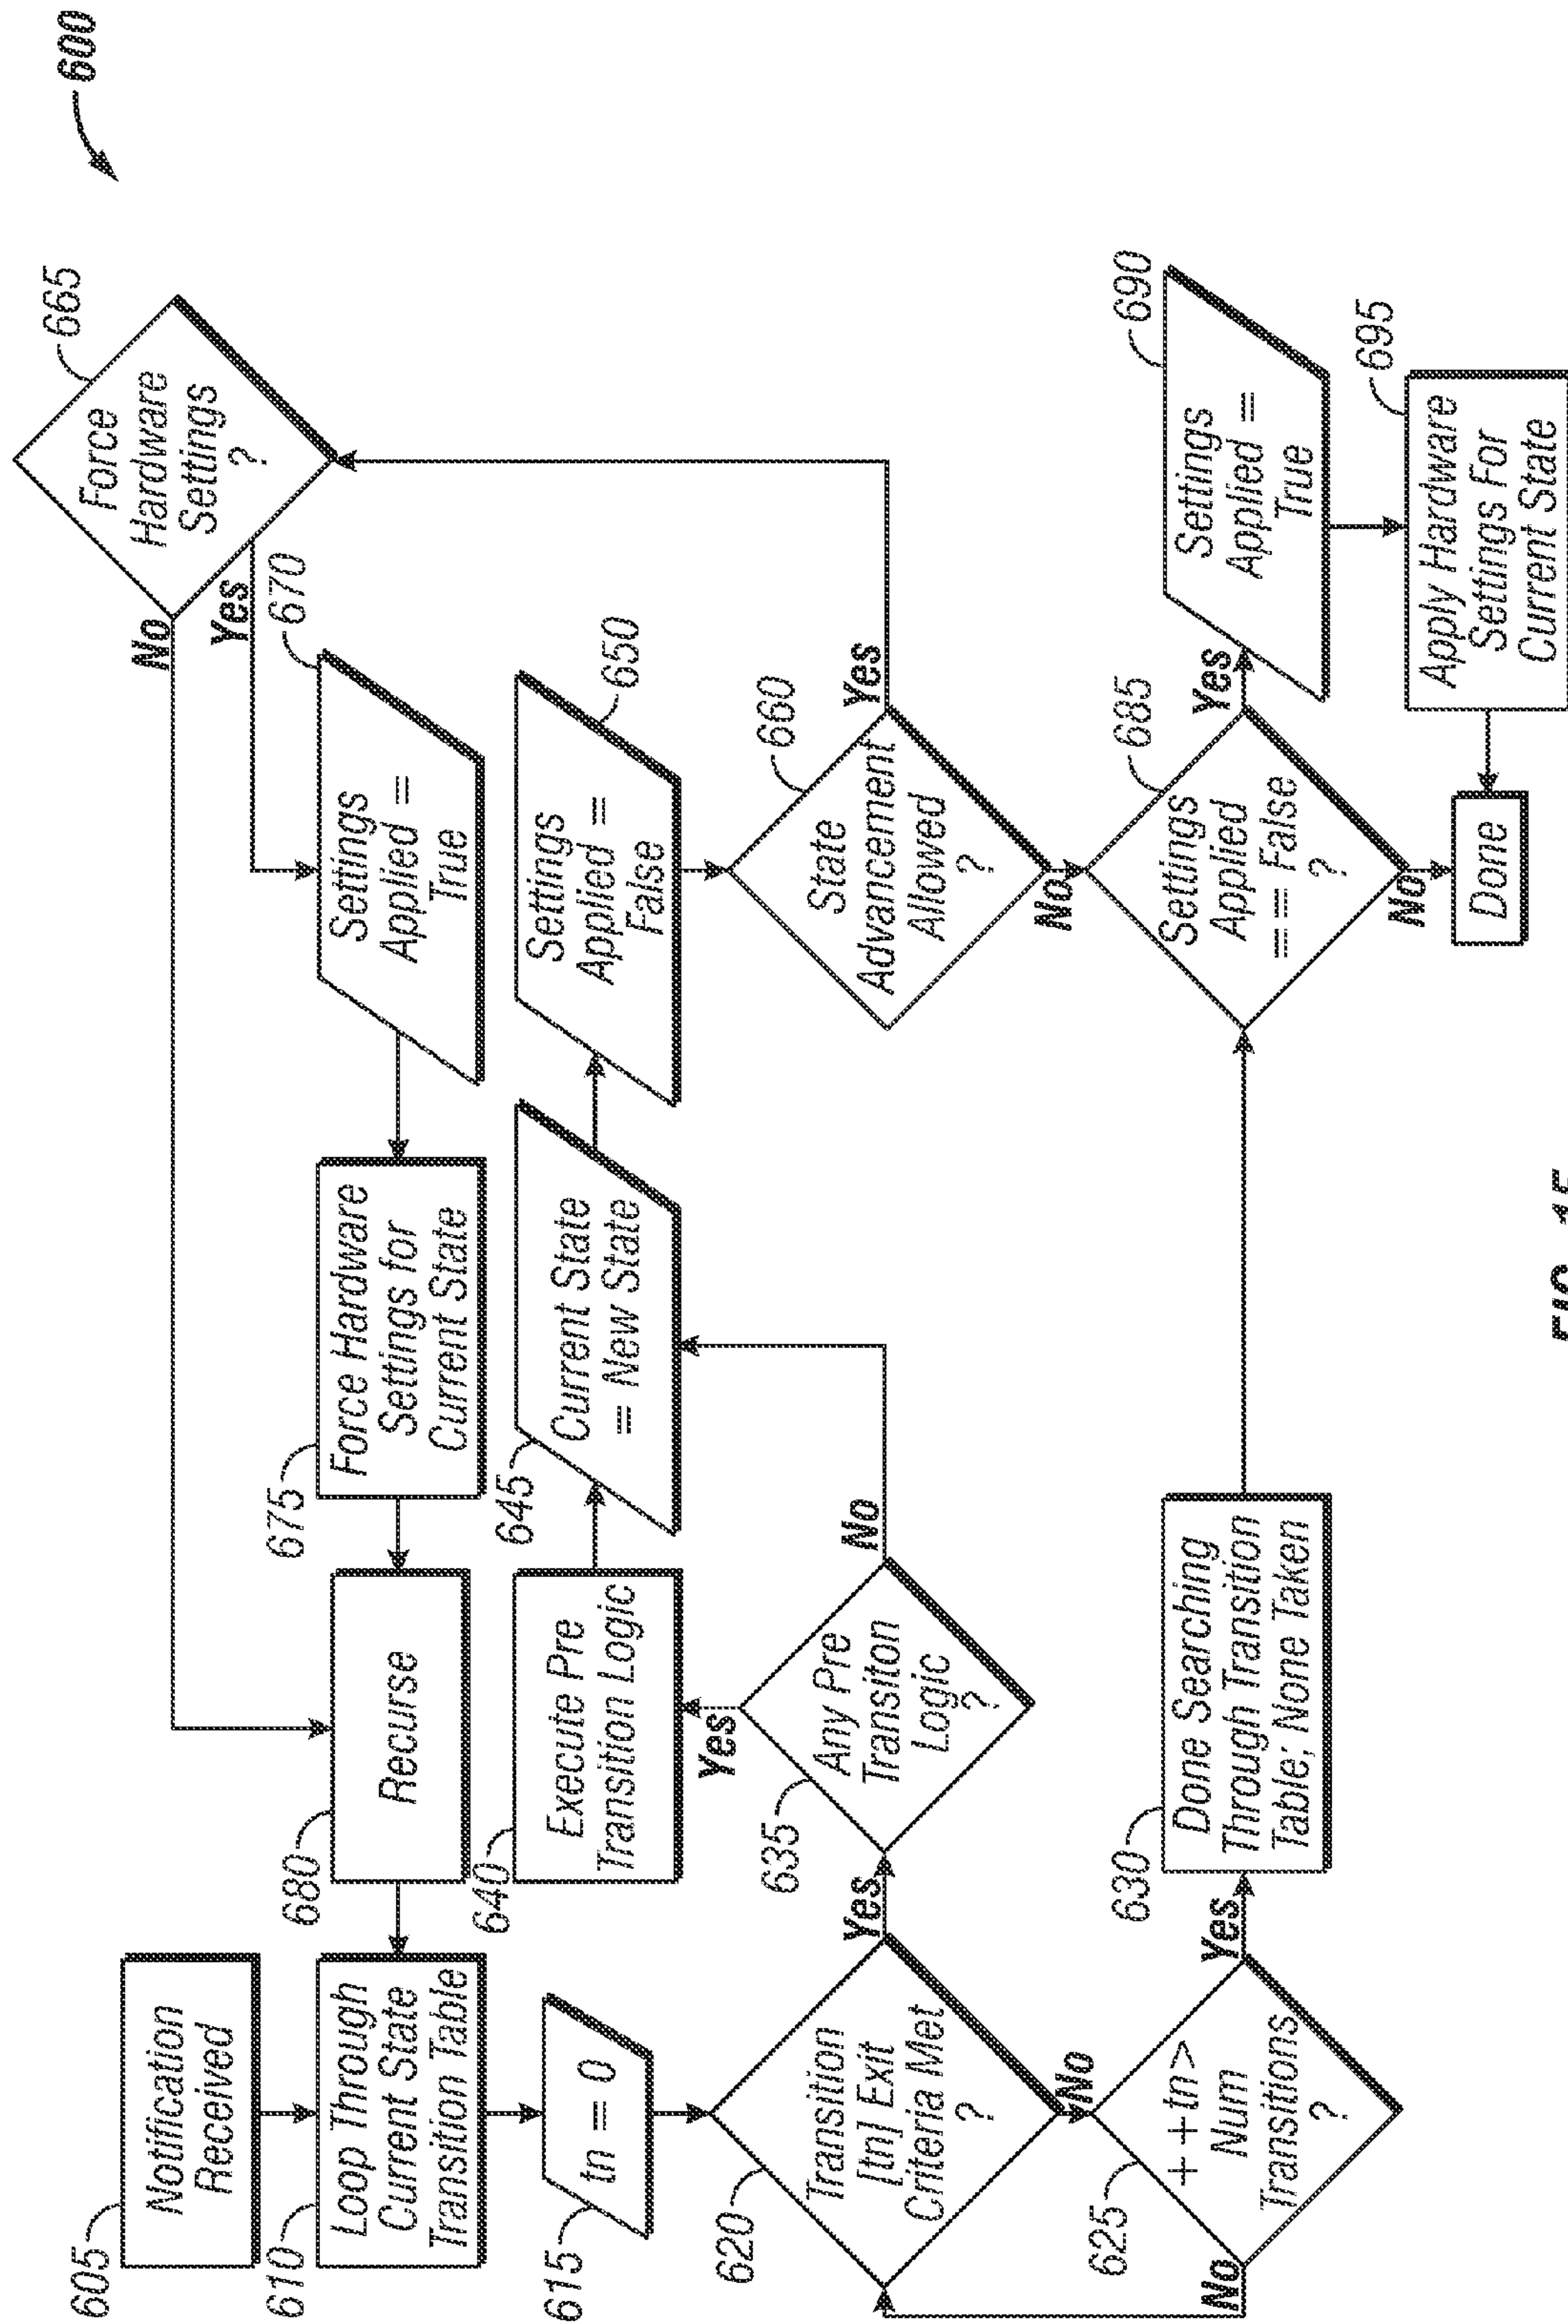 600
605
Notification
Received
610
Loop Through
Current State
Transition Table
615
tn = 0
620
Transition
[tn] Exit
Criteria Met
?
Yes
No
625
+ +tn>
Num
Transitions
?
No
Yes
630
Done Searching
Through Transition
Table; None Taken
635
Any Pre
Transiton
Logic
?
Yes
No
640
Execute Pre
Transition Logic
645
Current State
= New State
650
Settings
Applied =
False
660
State
Advancement
Allowed
?
Yes
No
665
Force
Hardware
Settings
?
No
Yes
670
Settings
Applied =
True
675
Force Hardware
Settings for
Current State
680
Recurse
685
Settings
Applied
== False
?
Yes
No
690
Settings
Applied =
True
695
Apply Hardware
Settings For
Current State
Done